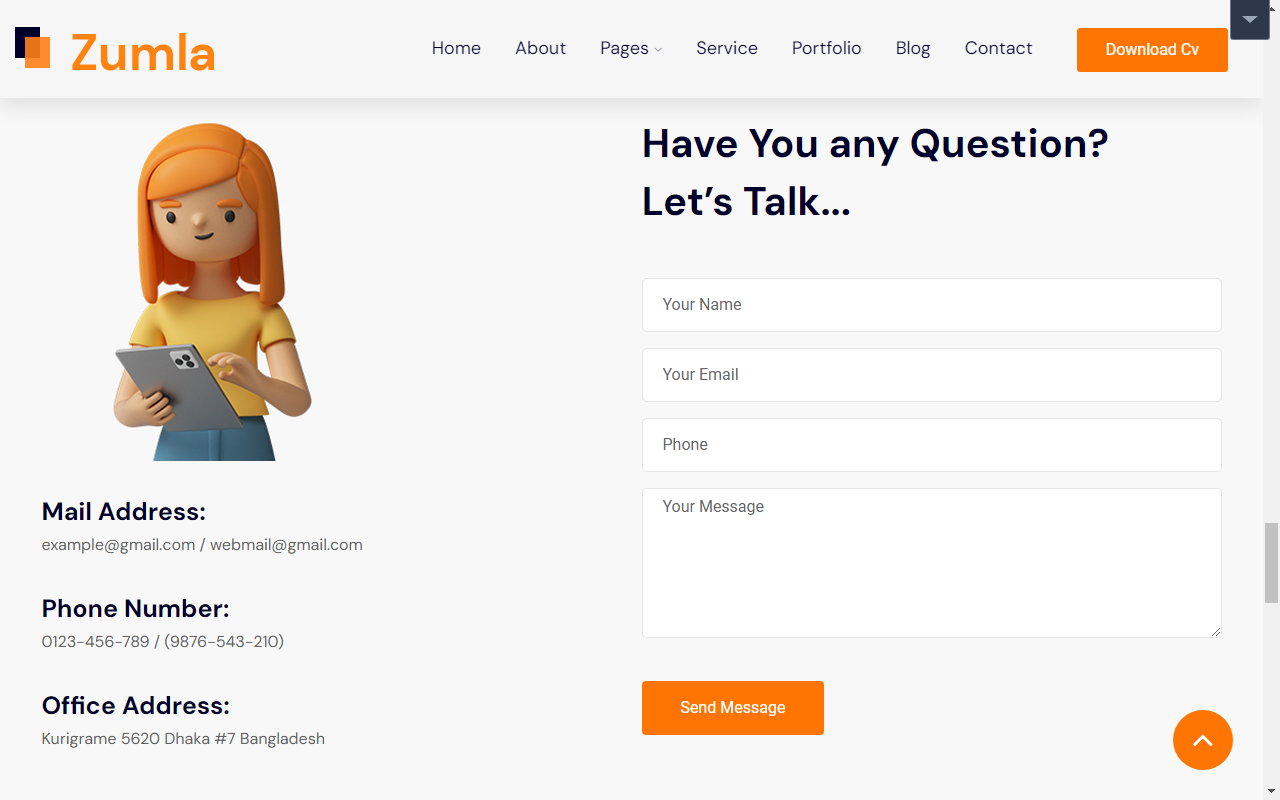 Zumla
Home About Pages Service Portfolio Blog Contact Download Cv
Have You any Question?
Let’s Talk...
Your Name
Your Email
Phone
Your Message
Send Message
Mail Address:
example@gmail.com / webmail@gmail.com
Phone Number:
0123-456-789 / (9876-543-210)
Office Address:
Kurigrame 5620 Dhaka #7 Bangladesh